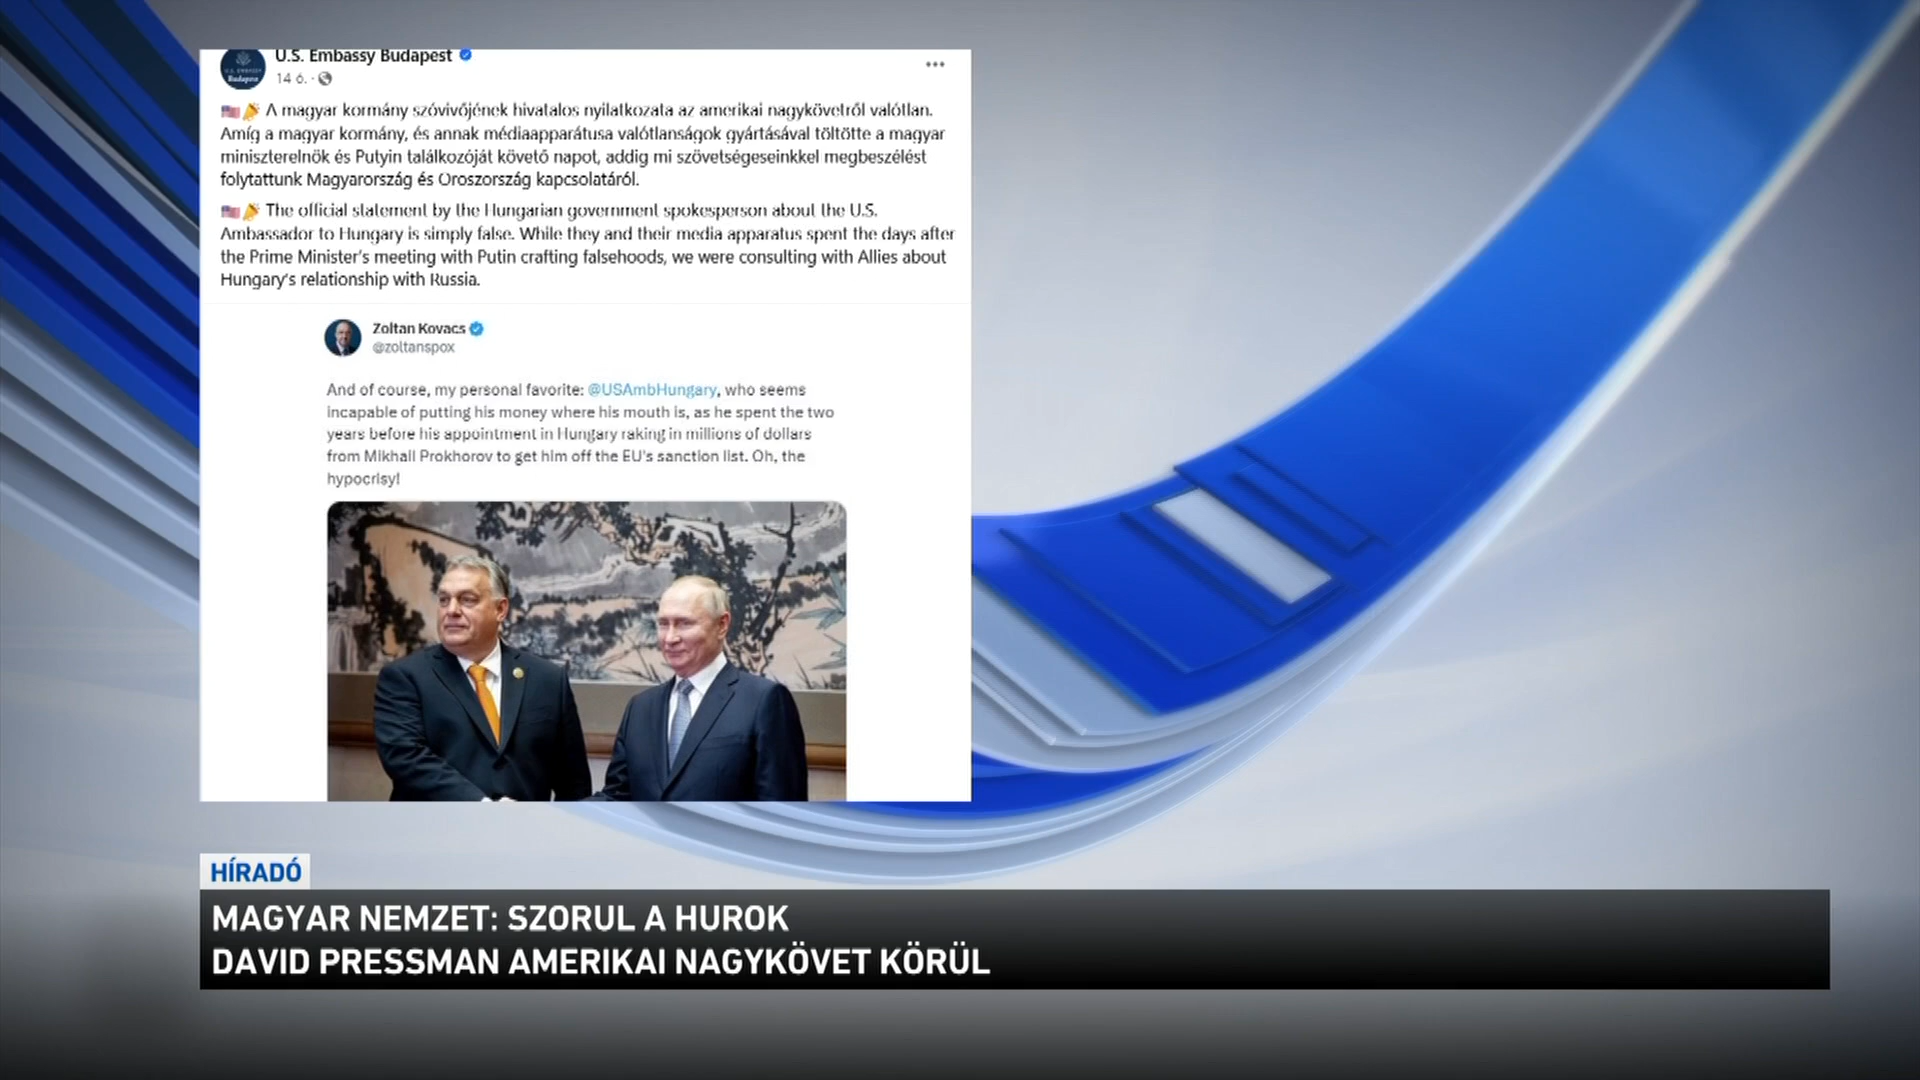 U.S. Embassy Budapest
14 ó. ·
A magyar kormány szóvivőjének hivatalos nyilatkozata az amerikai nagykövetről valótlan.
Amíg a magyar kormány, és annak médiaapparátusa valótlanságok gyártásával töltötte a magyar
miniszterelnök és Putyin találkozóját követő napot, addig mi szövetségeseinkkel megbeszélést
folytattunk Magyarország és Oroszország kapcsolatáról.
The official statement by the Hungarian government spokesperson about the U.S.
Ambassador to Hungary is simply false. While they and their media apparatus spent the days after
the Prime Minister's meeting with Putin crafting falsehoods, we were consulting with Allies about
Hungary's relationship with Russia.
Zoltan Kovacs
@zoltanspox
And of course, my personal favorite: @USAmbHungary, who seems
incapable of putting his money where his mouth is, as he spent the two
years before his appointment in Hungary raking in millions of dollars
from Mikhail Prokhorov to get him off the EU's sanction list. Oh, the
hypocrisy!
HÍRADÓ
MAGYAR NEMZET: SZORUL A HUROK
DAVID PRESSMAN AMERIKAI NAGYKÖVET KÖRÜL